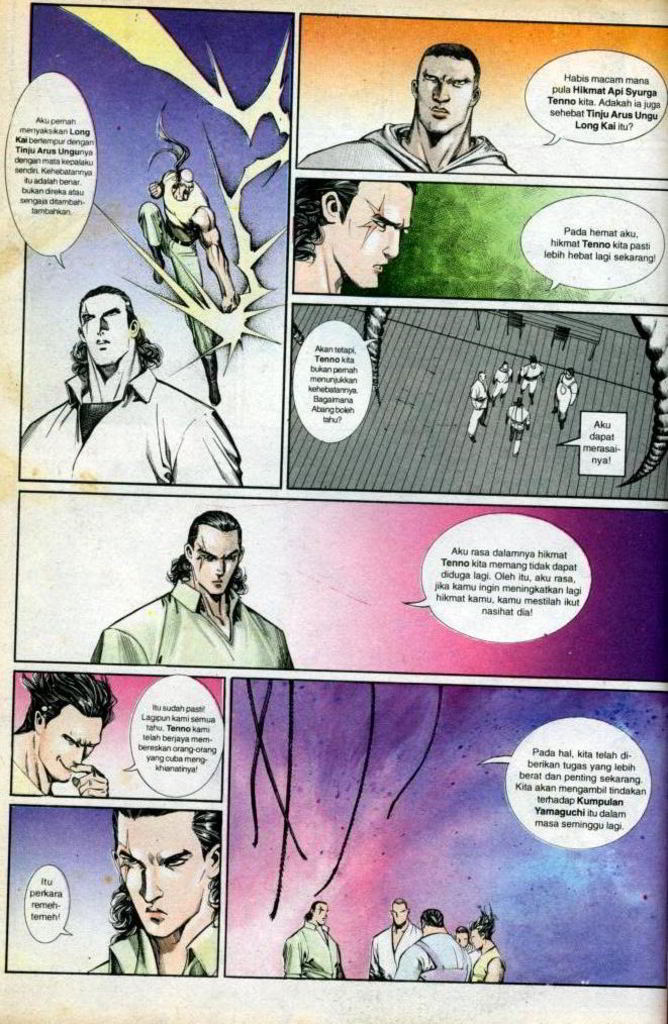 Aku pernah
menyaksikan Long
Kai bertempur dengan
Tinju Arus Ungunya
dengan mata kepalaku
sendiri. Kehebatannya
itu adalah benar,
bukan direka atau
sengaja ditambah-
tambahkan.
Habis macam mana
pula Hikmat Api Syurga
Tenno kita. Adakah ia juga
sehebat Tinju Arus Ungu
Long Kai itu?
Pada hemat aku,
hikmat Tenno kita pasti
lebih hebat lagi sekarang!
Akan tetapi,
Tenno kita
bukan pernah
menunjukkan
kehebatannya.
Bagaimana
Abang boleh
tahu?
Aku
dapat
merasai-
nya!
Aku rasa dalamnya hikmat
Tenno kita memang tidak dapat
diduga lagi. Oleh itu, aku rasa,
jika kamu ingin meningkatkan lagi
hikmat kamu, kamu mestilah ikut
nasihat dia!
Itu sudah pasti!
Lagipun kami semua
tahu, Tenno kami
telah berjaya mem-
bereskan orang-orang
yang cuba meng-
khianatinya!
Itu
perkara
remeh-
temeh!
Pada hal, kita telah di-
berikan tugas yang lebih
berat dan penting sekarang.
Kita akan mengambil tindakan
terhadap Kumpulan
Yamaguchi itu dalam
masa seminggu lagi.